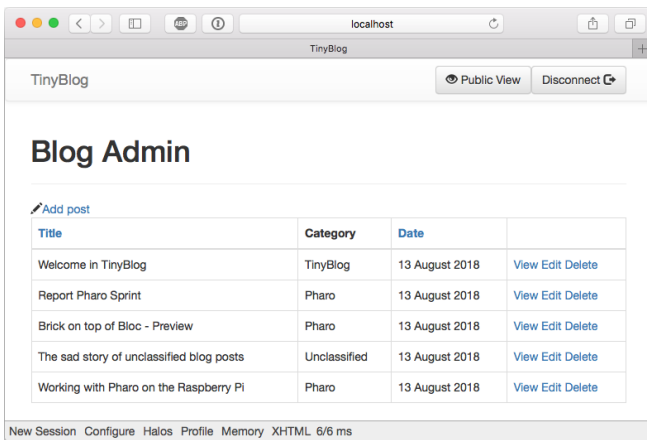 localhost
TinyBlog
TinyBlog Public View Disconnect
Blog Admin
Add post
Title Category Date
Welcome in TinyBlog TinyBlog 13 August 2018 View Edit Delete
Report Pharo Sprint Pharo 13 August 2018 View Edit Delete
Brick on top of Bloc - Preview Pharo 13 August 2018 View Edit Delete
The sad story of unclassified blog posts Unclassified 13 August 2018 View Edit Delete
Working with Pharo on the Raspberry Pi Pharo 13 August 2018 View Edit Delete
New Session Configure Halos Profile Memory XHTML 6/6 ms